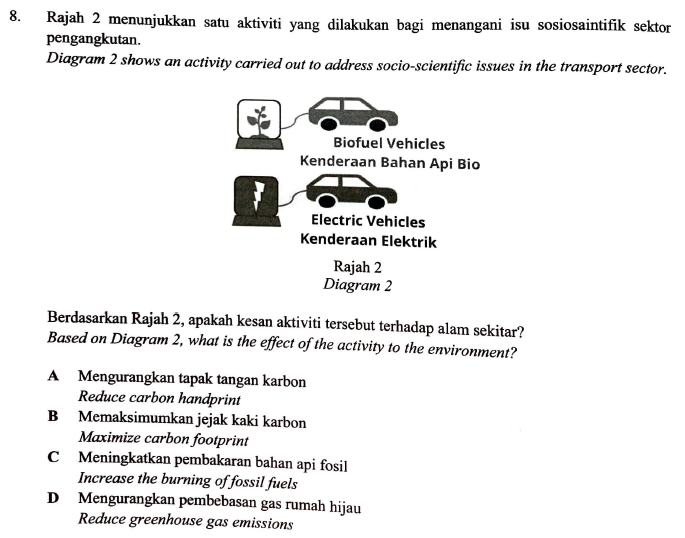 8. Rajah 2 menunjukkan satu aktiviti yang dilakukan bagi menangani isu sosiosaintifik sektor
pengangkutan.
Diagram 2 shows an activity carried out to address socio-scientific issues in the transport sector.
Biofuel Vehicles
Kenderaan Bahan Api Bio
Electric Vehicles
Kenderaan Elektrik
Rajah 2
Diagram 2
Berdasarkan Rajah 2, apakah kesan aktiviti tersebut terhadap alam sekitar?
Based on Diagram 2, what is the effect of the activity to the environment?
A Mengurangkan tapak tangan karbon
Reduce carbon handprint
B Memaksimumkan jejak kaki karbon
Maximize carbon footprint
C Meningkatkan pembakaran bahan api fosil
Increase the burning of fossil fuels
D Mengurangkan pembebasan gas rumah hijau
Reduce greenhouse gas emissions